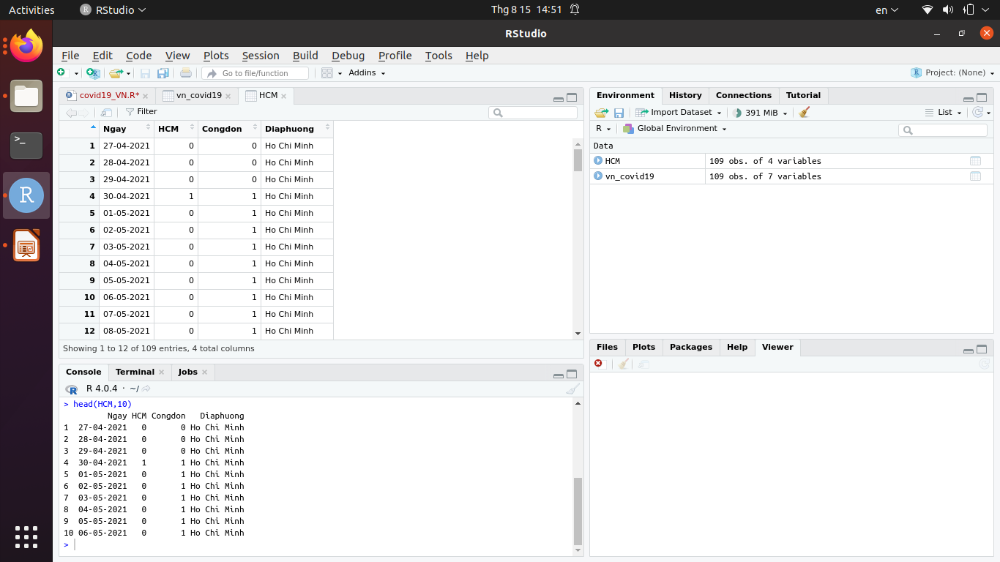 Activities RStudio Thg 8 15 14:51 en
RStudio
File Edit Code View Plots Session Build Debug Profile Tools Help
Go to file/function Addins Project: (None)
covid19_VN.R* vn_covid19 HCM
Filter
Ngay HCM Congdon Diaphuong
1 27-04-2021 0 0 Ho Chi Minh
2 28-04-2021 0 0 Ho Chi Minh
3 29-04-2021 0 0 Ho Chi Minh
4 30-04-2021 1 1 Ho Chi Minh
5 01-05-2021 0 1 Ho Chi Minh
6 02-05-2021 0 1 Ho Chi Minh
7 03-05-2021 0 1 Ho Chi Minh
8 04-05-2021 0 1 Ho Chi Minh
9 05-05-2021 0 1 Ho Chi Minh
10 06-05-2021 0 1 Ho Chi Minh
11 07-05-2021 0 1 Ho Chi Minh
12 08-05-2021 0 1 Ho Chi Minh
Showing 1 to 12 of 109 entries, 4 total columns
Console Terminal Jobs
R 4.0.4 · ~/
> head(HCM,10)
Ngay HCM Congdon Diaphuong
1 27-04-2021 0 0 Ho Chi Minh
2 28-04-2021 0 0 Ho Chi Minh
3 29-04-2021 0 0 Ho Chi Minh
4 30-04-2021 1 1 Ho Chi Minh
5 01-05-2021 0 1 Ho Chi Minh
6 02-05-2021 0 1 Ho Chi Minh
7 03-05-2021 0 1 Ho Chi Minh
8 04-05-2021 0 1 Ho Chi Minh
9 05-05-2021 0 1 Ho Chi Minh
10 06-05-2021 0 1 Ho Chi Minh
>
Environment History Connections Tutorial
Import Dataset 391 MiB List
R Global Environment
Data
HCM 109 obs. of 4 variables
vn_covid19 109 obs. of 7 variables
Files Plots Packages Help Viewer